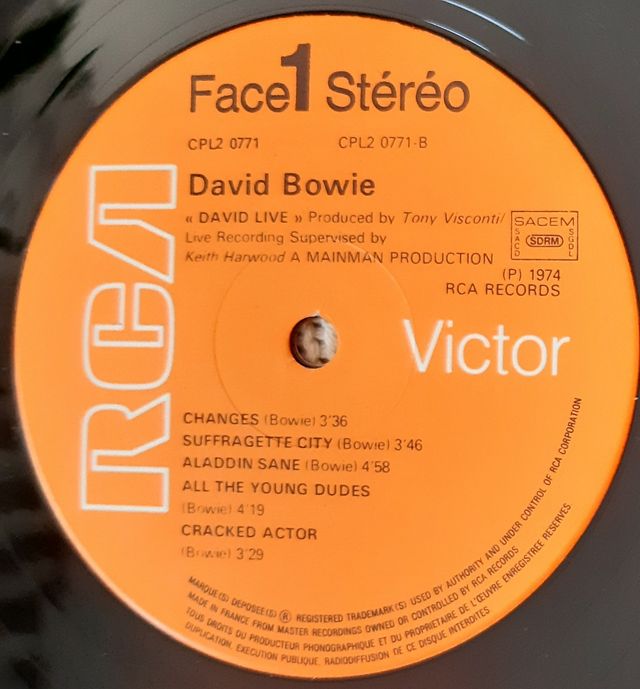 Face 1 Stéréo
CPL2 0771 CPL2 0771-B
David Bowie
« DAVID LIVE » Produced by Tony Visconti/
Live Recording Supervised by
Keith Harwood A MAINMAN PRODUCTION
SACEM
SACD
SDRM
SGDL
(P) 1974
RCA RECORDS
RCA
Victor
CHANGES (Bowie) 3'36
SUFFRAGETTE CITY (Bowie) 3'46
ALADDIN SANE (Bowie) 4'58
ALL THE YOUNG DUDES
(Bowie) 4'19
CRACKED ACTOR
(Bowie) 3'29
MARQUE(S) DEPOSEE(S) ® REGISTERED TRADEMARK(S) USED BY AUTHORITY AND UNDER CONTROL OF RCA CORPORATION
MADE IN FRANCE FROM MASTER RECORDINGS OWNED OR CONTROLLED BY RCA RECORDS
TOUS DROITS DU PRODUCTEUR PHONOGRAPHIQUE ET DU PROPRIETAIRE DE L'ŒUVRE ENREGISTREE RESERVES
DUPLICATION, EXECUTION PUBLIQUE, RADIODIFFUSION DE CE DISQUE INTERDITES